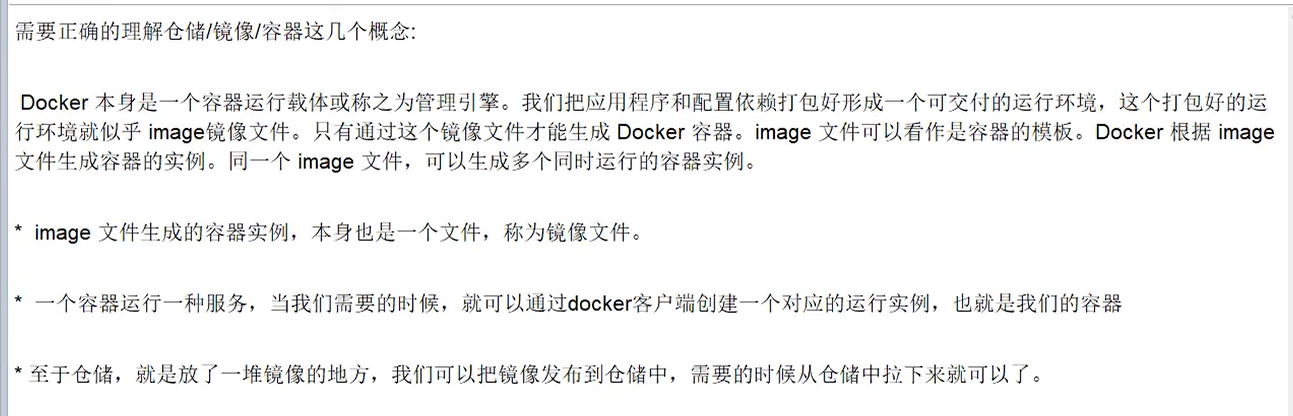 需要正确的理解仓储/镜像/容器这几个概念:
Docker 本身是一个容器运行载体或称之为管理引擎。我们把应用程序和配置依赖打包好形成一个可交付的运行环境，这个打包好的运
行环境就似乎 image镜像文件。只有通过这个镜像文件才能生成 Docker 容器。image 文件可以看作是容器的模板。Docker 根据 image
文件生成容器的实例。同一个 image 文件，可以生成多个同时运行的容器实例。
* image 文件生成的容器实例，本身也是一个文件，称为镜像文件。
* 一个容器运行一种服务，当我们需要的时候，就可以通过docker客户端创建一个对应的运行实例，也就是我们的容器
* 至于仓储，就是放了一堆镜像的地方，我们可以把镜像发布到仓储中，需要的时候从仓储中拉下来就可以了。